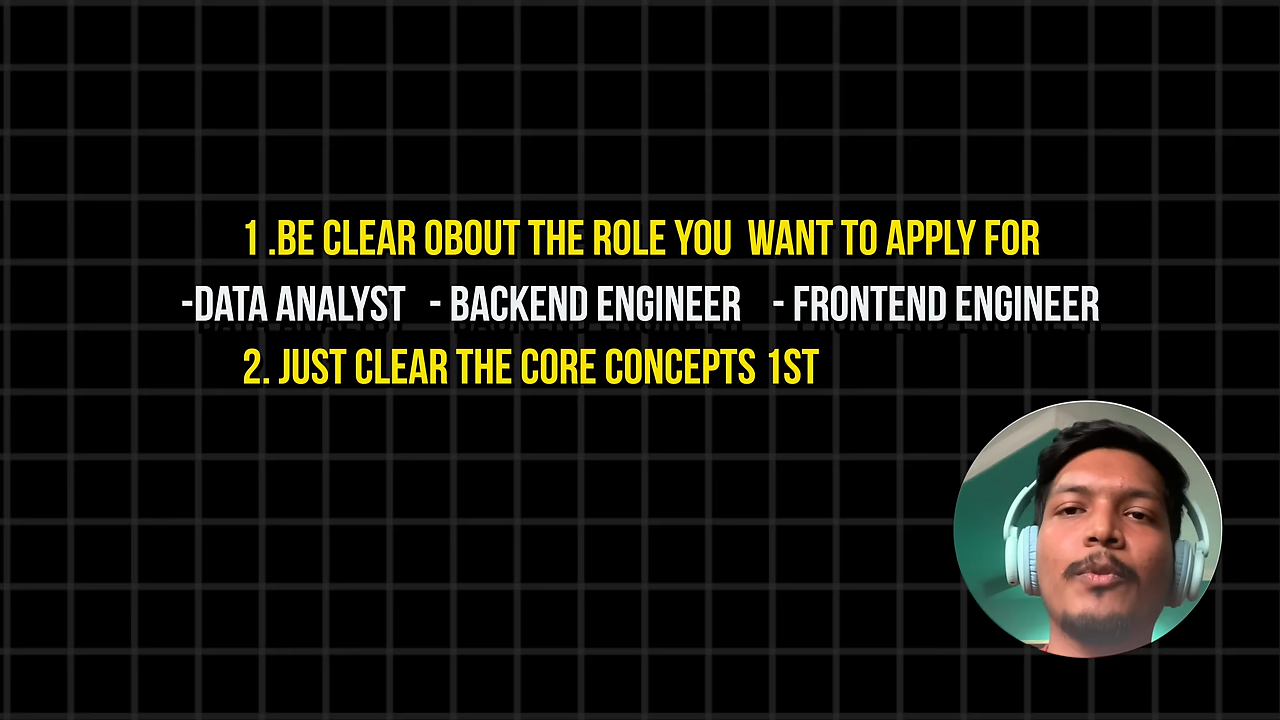 1 .BE CLEAR OBOUT THE ROLE YOU  WANT TO APPLY FOR
-DATA ANALYST   - BACKEND ENGINEER    - FRONTEND ENGINEER
2. JUST CLEAR THE CORE CONCEPTS 1ST